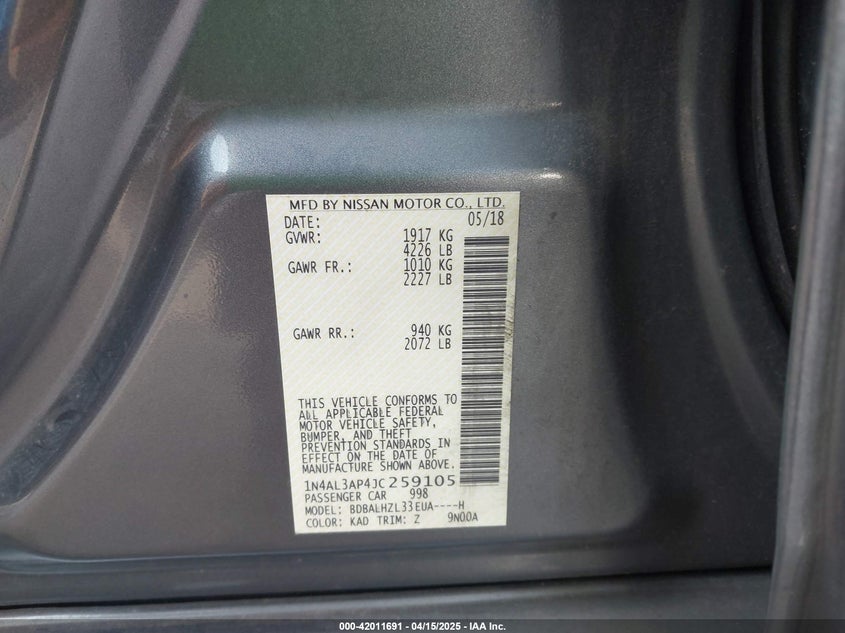 MFD BY NISSAN MOTOR CO., LTD.
DATE: 05/18
GVWR: 1917 KG
4226 LB
GAWR FR.: 1010 KG
2227 LB
GAWR RR.: 940 KG
2072 LB
THIS VEHICLE CONFORMS TO
ALL APPLICABLE FEDERAL
MOTOR VEHICLE SAFETY,
BUMPER, AND THEFT
PREVENTION STANDARDS IN
EFFECT ON THE DATE OF
MANUFACTURE SHOWN ABOVE.
1N4AL3AP4JC259105
PASSENGER CAR 998
MODEL: BDBALHZL33EUA----H
COLOR: KAD TRIM: Z 9N00A
000-42011691 - 04/15/2025 - IAA Inc.